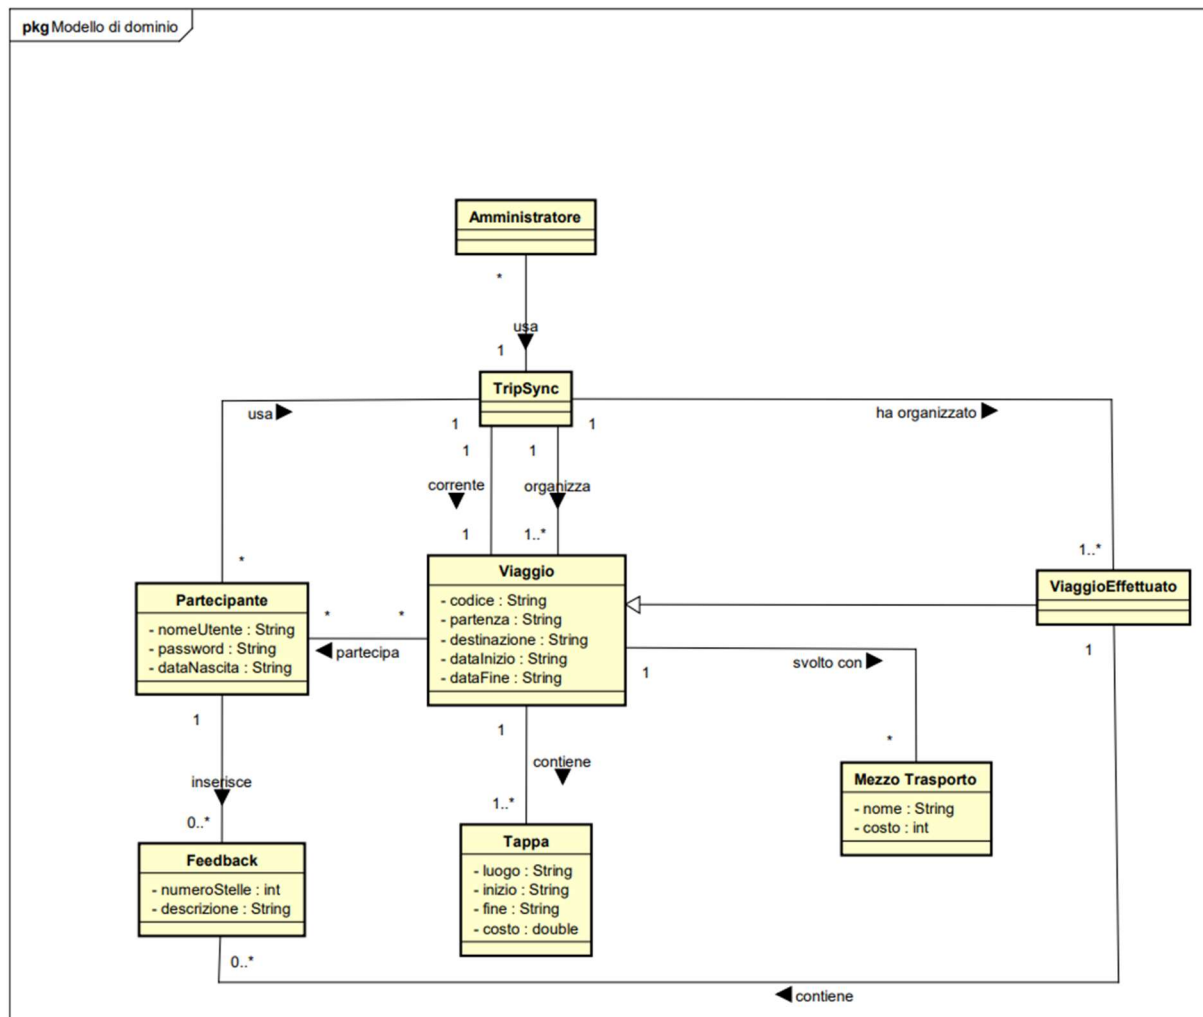 pkg Modello di dominio
Amministratore
*
usa
1
TripSync
usa
ha organizzato
1
1
1
1
corrente
organizza
1
1..*
*
1..*
Viaggio
- codice : String
- partenza : String
- destinazione : String
- dataInizio : String
- dataFine : String
Partecipante
- nomeUtente : String
- password : String
- dataNascita : String
ViaggioEffettuato
*
*
partecipa
1
svolto con
1
1
1
*
inserisce
contiene
0..*
1..*
Mezzo Trasporto
- nome : String
- costo : int
Feedback
- numeroStelle : int
- descrizione : String
Tappa
- luogo : String
- inizio : String
- fine : String
- costo : double
0..*
contiene